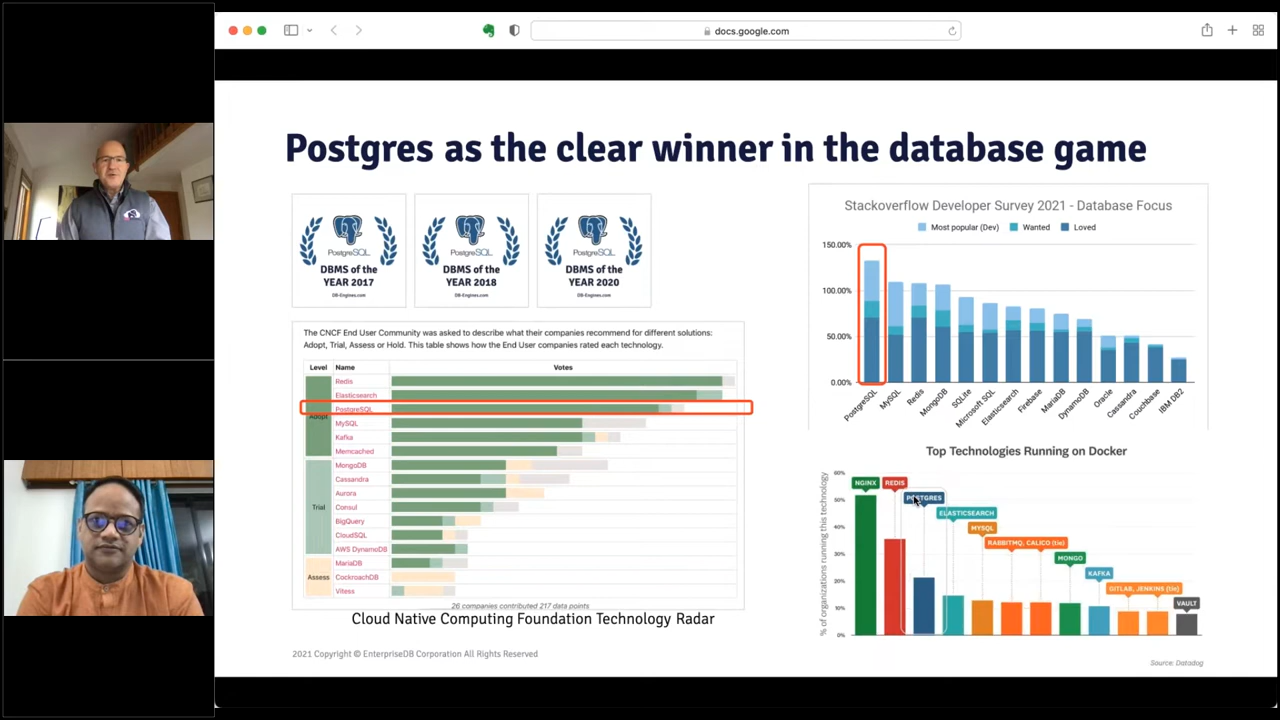 docs.google.com
Postgres as the clear winner in the database game
PostgreSQL
DBMS of the
YEAR 2017
DB-Engines.com
PostgreSQL
DBMS of the
YEAR 2018
DB-Engines.com
PostgreSQL
DBMS of the
YEAR 2020
DB-Engines.com
The CNCF End User Community was asked to describe what their companies recommend for different solutions:
Adopt, Trial, Assess or Hold. This table shows how the End User companies rated each technology.
Level Name Votes
Redis
Elasticsearch
PostgreSQL
Adopt
MySQL
Kafka
Memcached
MongoDB
Cassandra
Aurora
Trial
Consul
BigQuery
CloudSQL
AWS DynamoDB
MariaDB
Assess
CockroachDB
Vitess
26 companies contributed 217 data points
Cloud Native Computing Foundation Technology Radar
2021 Copyright © EnterpriseDB Corporation All Rights Reserved
Stackoverflow Developer Survey 2021 - Database Focus
Most popular (Dev) Wanted Loved
150.00%
100.00%
50.00%
0.00%
PostgreSQL MySQL Redis MongoDB SQLite Microsoft SQL Elasticsearch Firebase MariaDB DynamoDB Oracle Cassandra Couchbase IBM DB2
Top Technologies Running on Docker
% of organizations running this technology
60%
50%
40%
30%
20%
10%
0%
NGINX
REDIS
POSTGRES
ELASTICSEARCH
MYSQL
RABBITMQ, CALICO (tie)
MONGO
KAFKA
GITLAB, JENKINS (tie)
VAULT
Source: Datadog